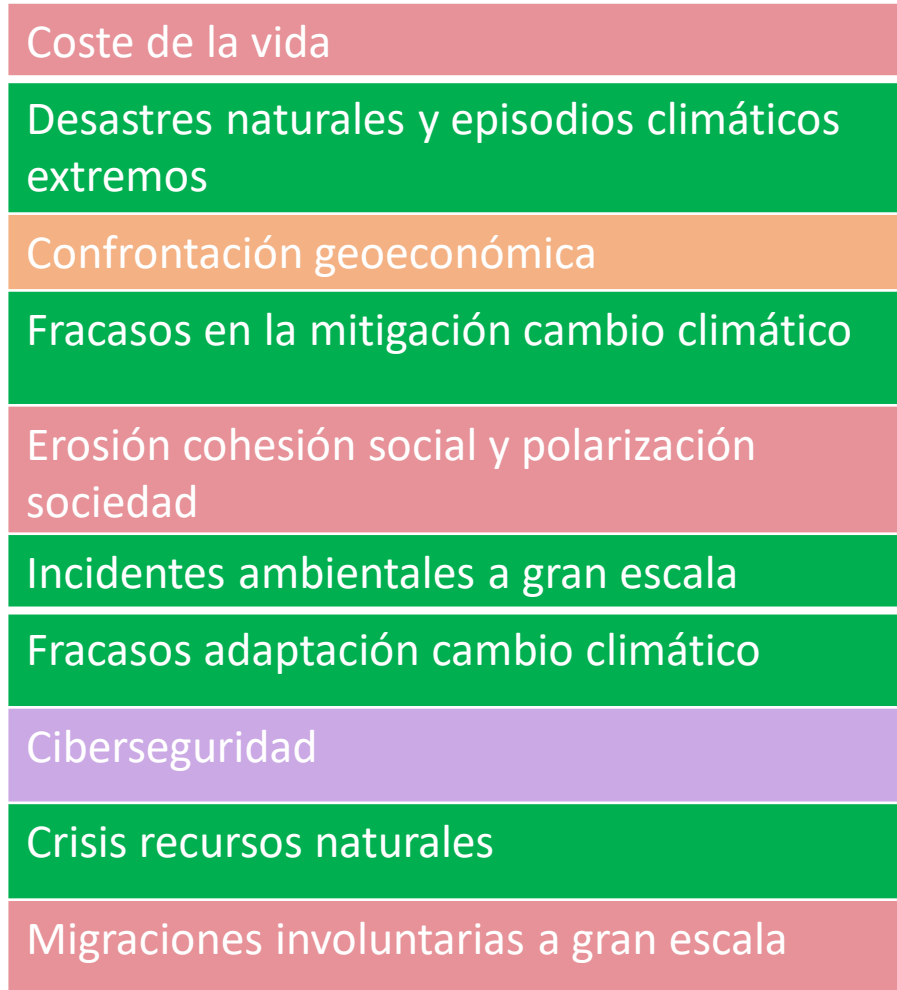 Coste de la vida
Desastres naturales y episodios climáticos
extremos
Confrontación geoeconómica
Fracasos en la mitigación cambio climático
Erosión cohesión social y polarización
sociedad
Incidentes ambientales a gran escala
Fracasos adaptación cambio climático
Ciberseguridad
Crisis recursos naturales
Migraciones involuntarias a gran escala